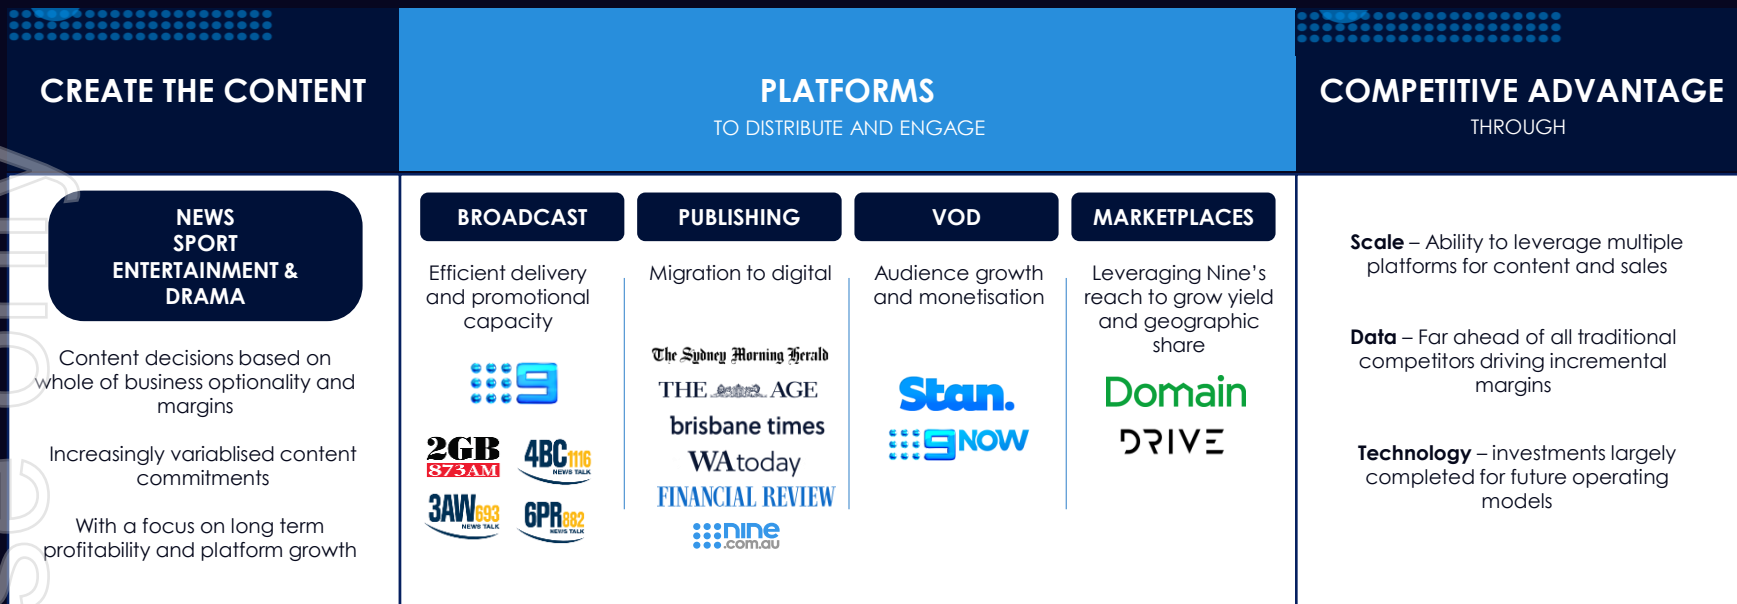 CREATE THE CONTENT
NEWS
SPORT
ENTERTAINMENT &
DRAMA
Content decisions based on
whole of business optionality and
margins
Increasingly variablised content
commitments
With a focus on long term
profitability and platform growth
PLATFORMS
TO DISTRIBUTE AND ENGAGE
BROADCAST
Efficient delivery
and promotional
capacity
9
2GB
873AM
4BC1116
NEWS TALK
3AW693
NEWS TALK
6PR882
NEWS TALK
PUBLISHING
Migration to digital
The Sydney Morning Herald
THE AGE
brisbane times
WAtoday
FINANCIAL REVIEW
nine
.com.au
VOD
Audience growth
and monetisation
Stan.
9NOW
MARKETPLACES
Leveraging Nine's
reach to grow yield
and geographic
share
Domain
DRIVE
COMPETITIVE ADVANTAGE
THROUGH
Scale – Ability to leverage multiple
platforms for content and sales
Data – Far ahead of all traditional
competitors driving incremental
margins
Technology – investments largely
completed for future operating
models